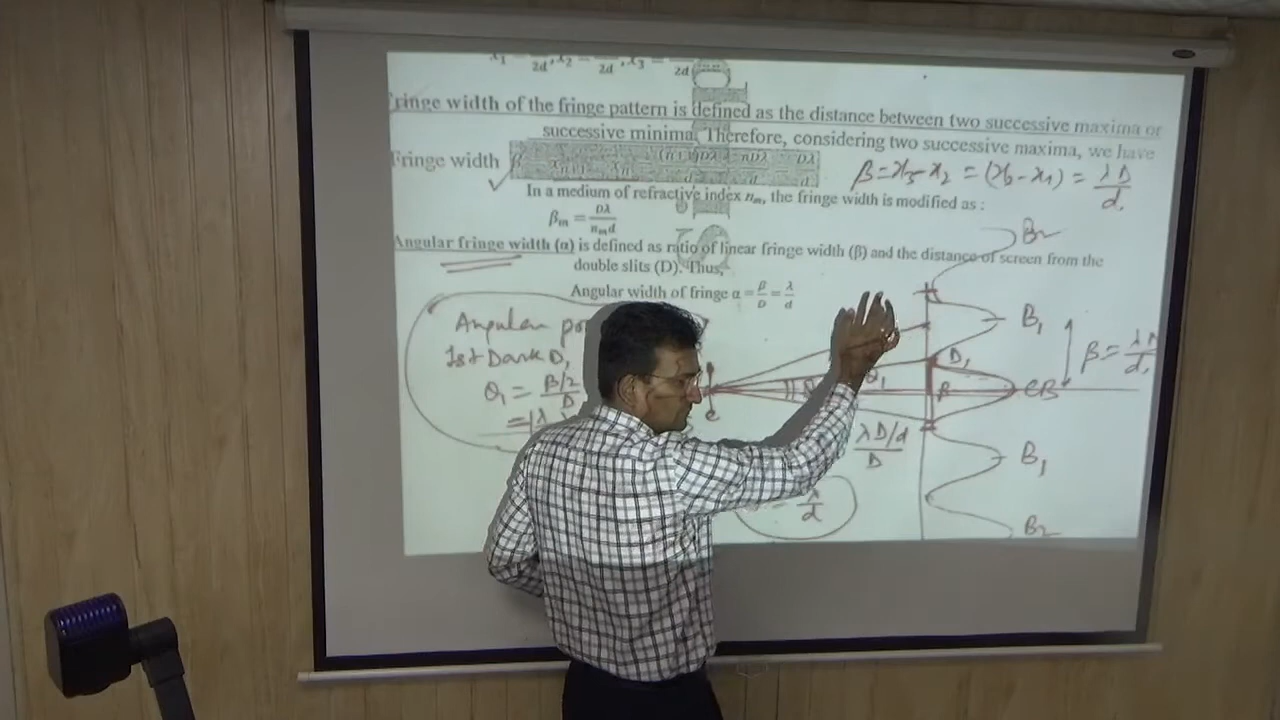 2d 2d 2d
Fringe width of the fringe pattern is defined as the distance between two successive maxima or
successive minima. Therefore, considering two successive maxima, we have
Fringe width β
β = x3 - x2 = (x2 - x1) = λD/d
In a medium of refractive index nm, the fringe width is modified as :
βm = Dλ/nmd
B2
Angular fringe width (α) is defined as ratio of linear fringe width (β) and the distance of screen from the
double slits (D). Thus,
Angular width of fringe α = β/D = λ/d
Angular
1st Dark D1
θ1 = β/2/D
B1
D1
β = λD/d
θ1
β
CB
λD/d/D
B1
λ/d
B2